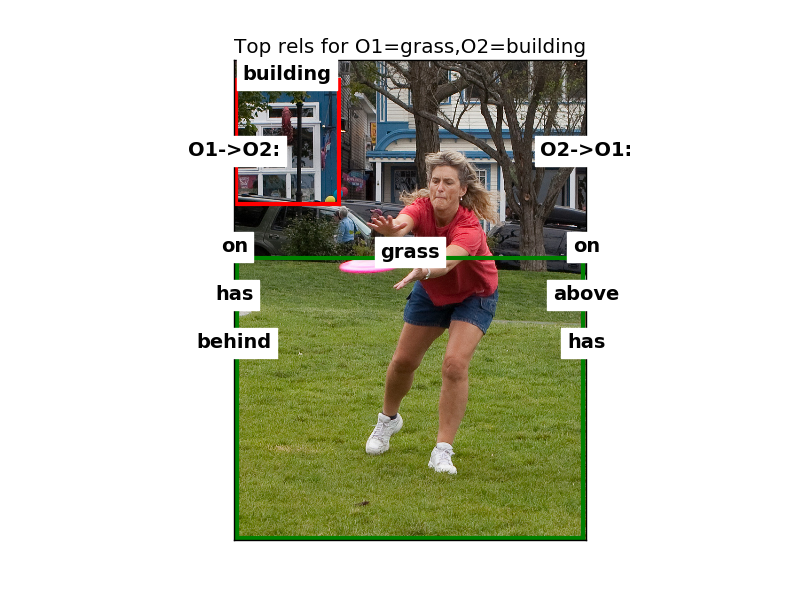 Top rels for O1=grass,O2=building
building
O1->O2:
O2->O1:
on
grass
on
has
above
behind
has